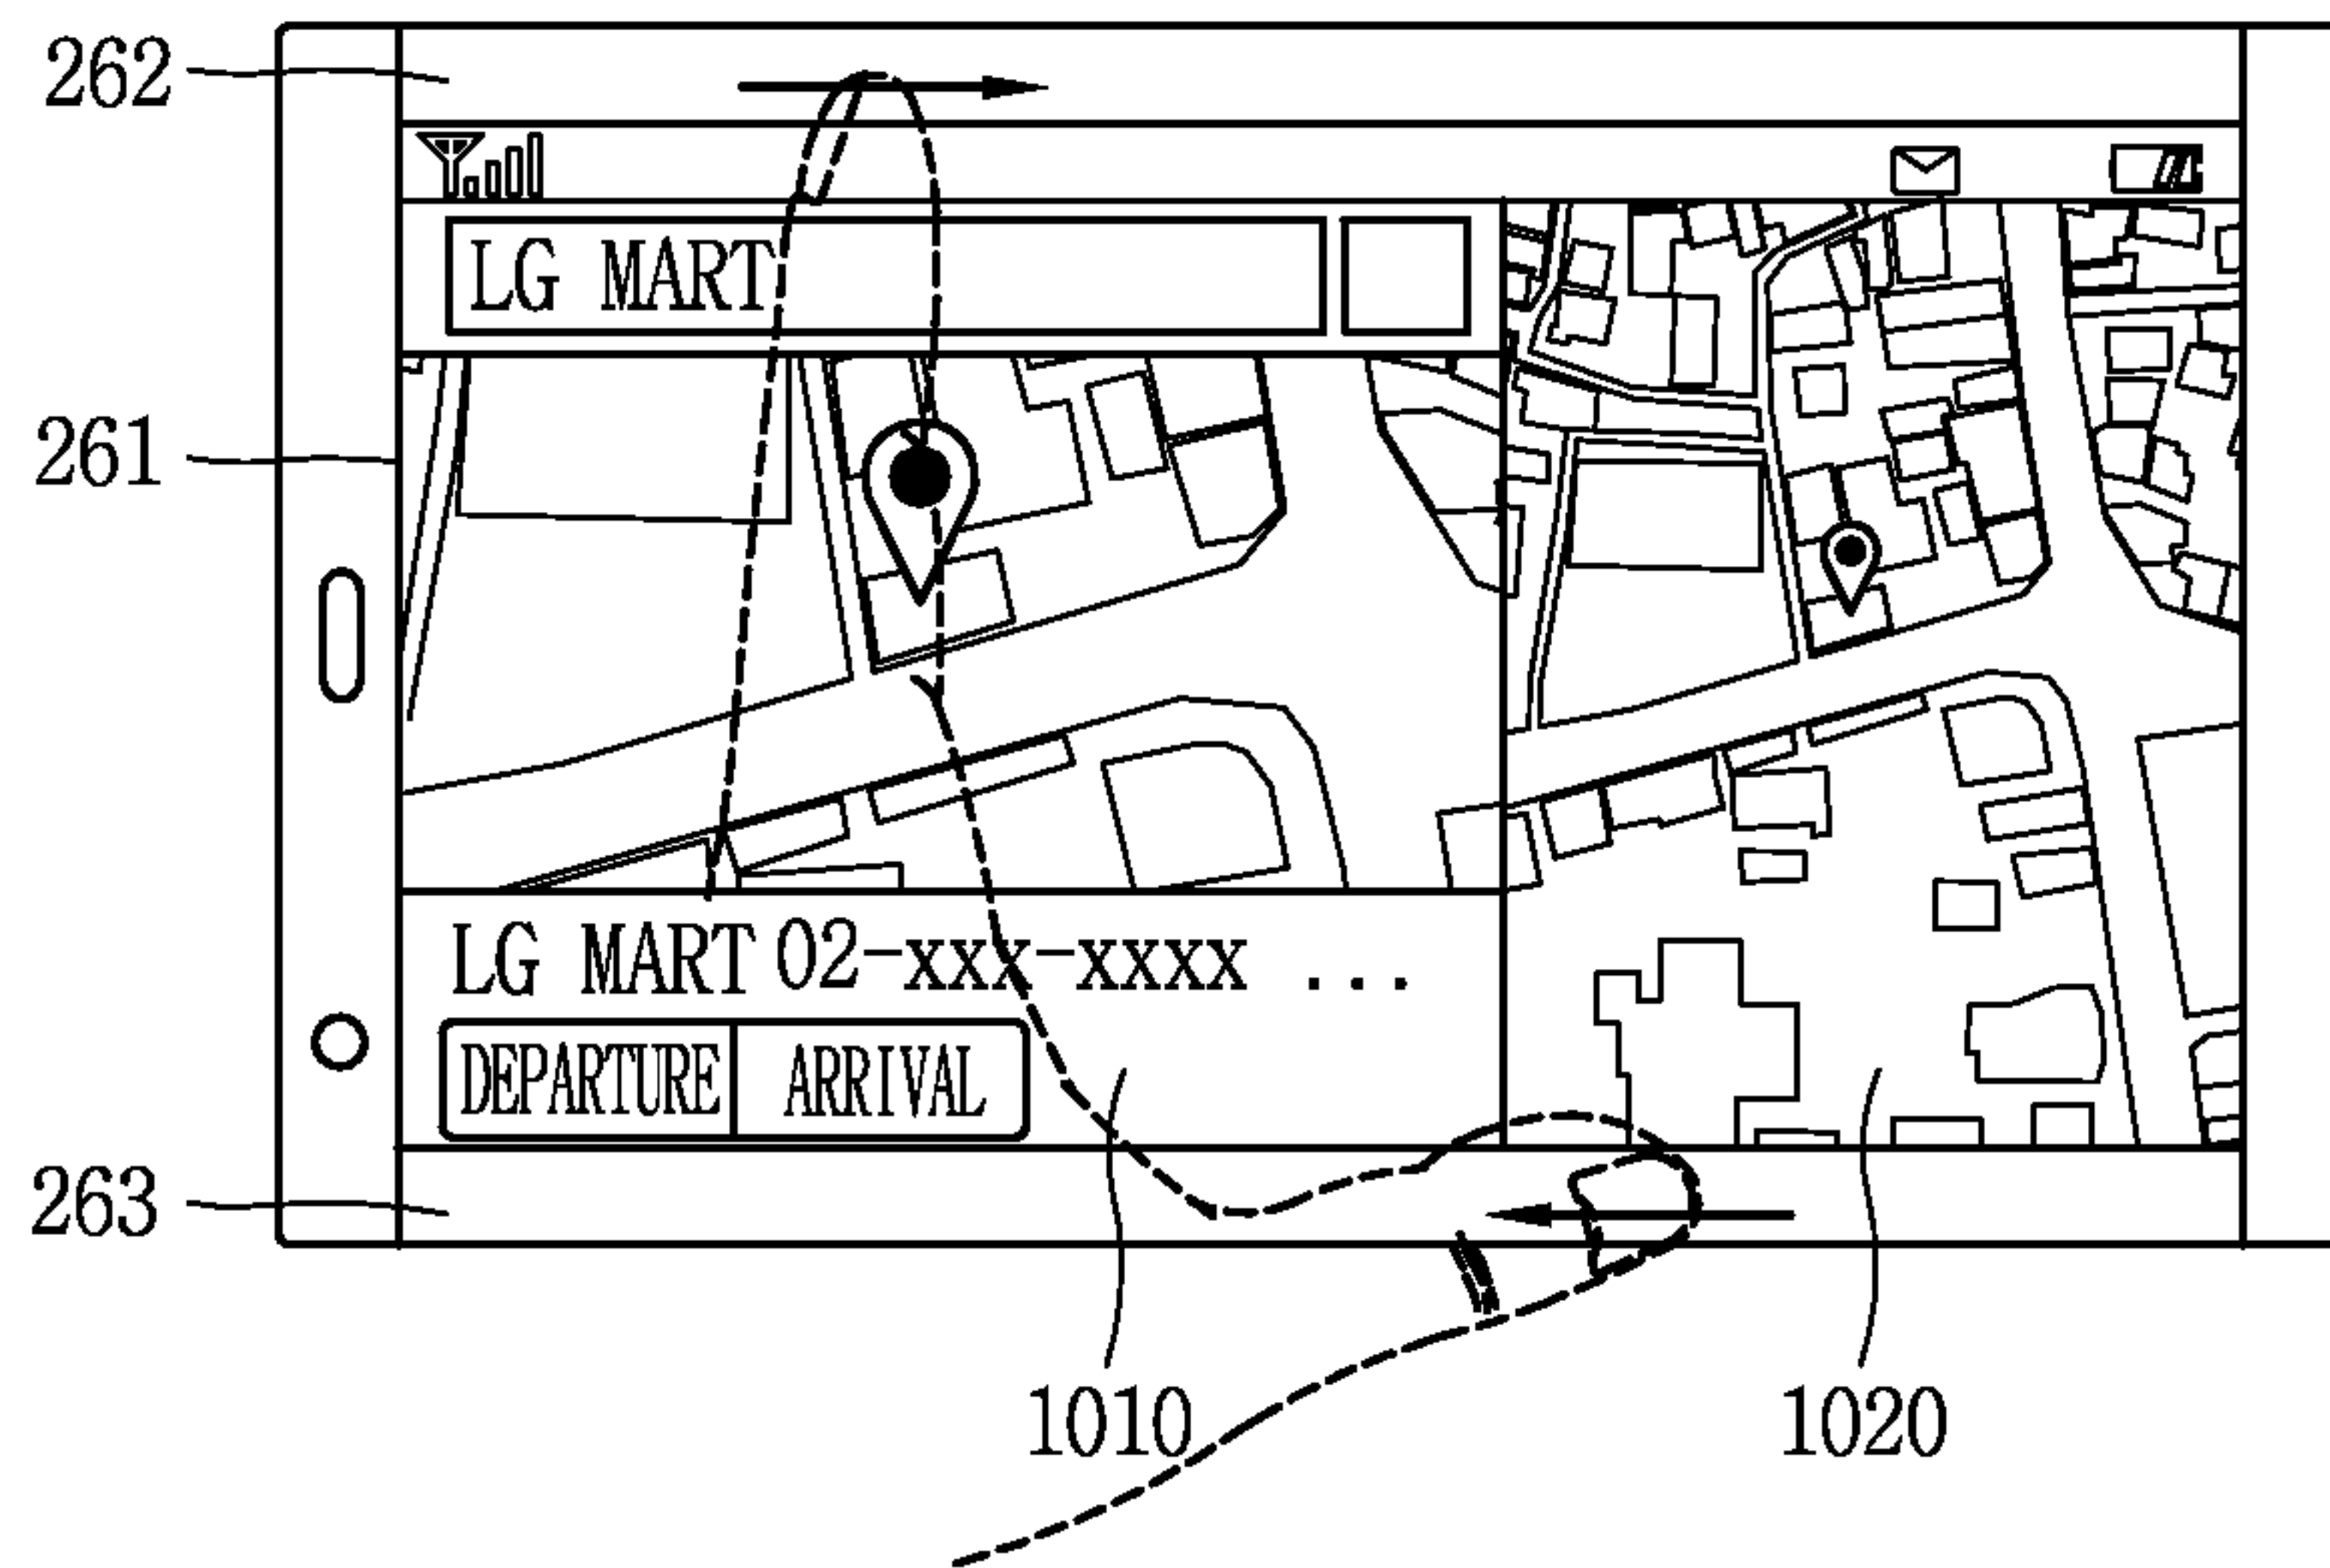 262
LG MART
261
LG MART 02-xxx-xxxx ...
DEPARTURE ARRIVAL
263
1010 1020